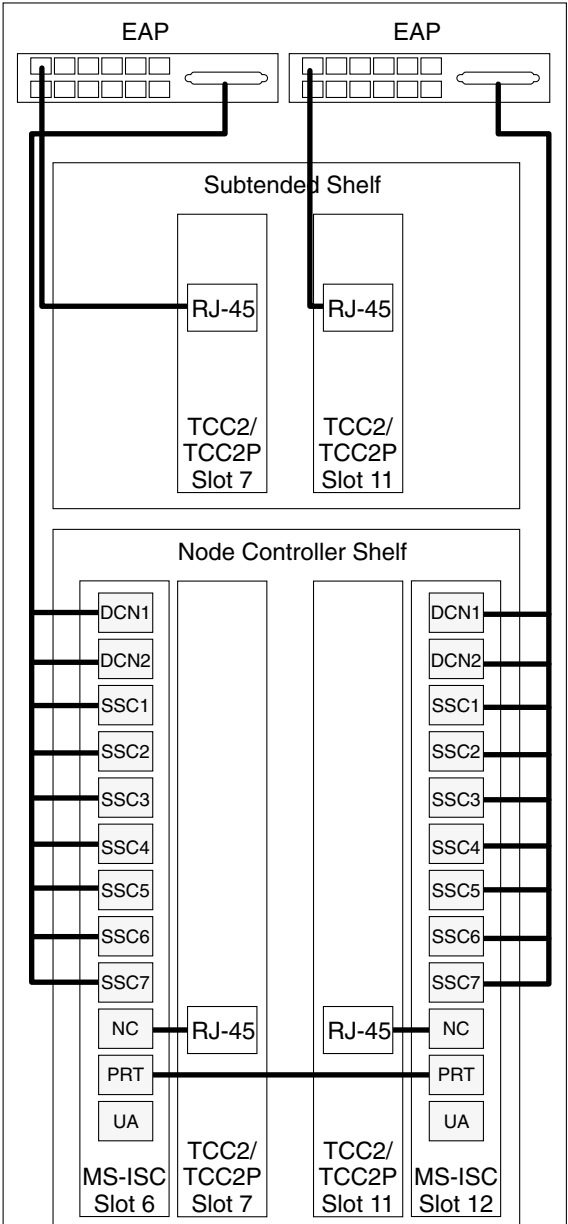 EAP EAP
Subtended Shelf
RJ-45 RJ-45
TCC2/ TCC2/
TCC2P TCC2P
Slot 7 Slot 11
Node Controller Shelf
DCN1 DCN1
DCN2 DCN2
SSC1 SSC1
SSC2 SSC2
SSC3 SSC3
SSC4 SSC4
SSC5 SSC5
SSC6 SSC6
SSC7 SSC7
NC RJ-45 RJ-45 NC
PRT PRT
UA UA
TCC2/ TCC2/
MS-ISC TCC2P TCC2P MS-ISC
Slot 6 Slot 7 Slot 11 Slot 12